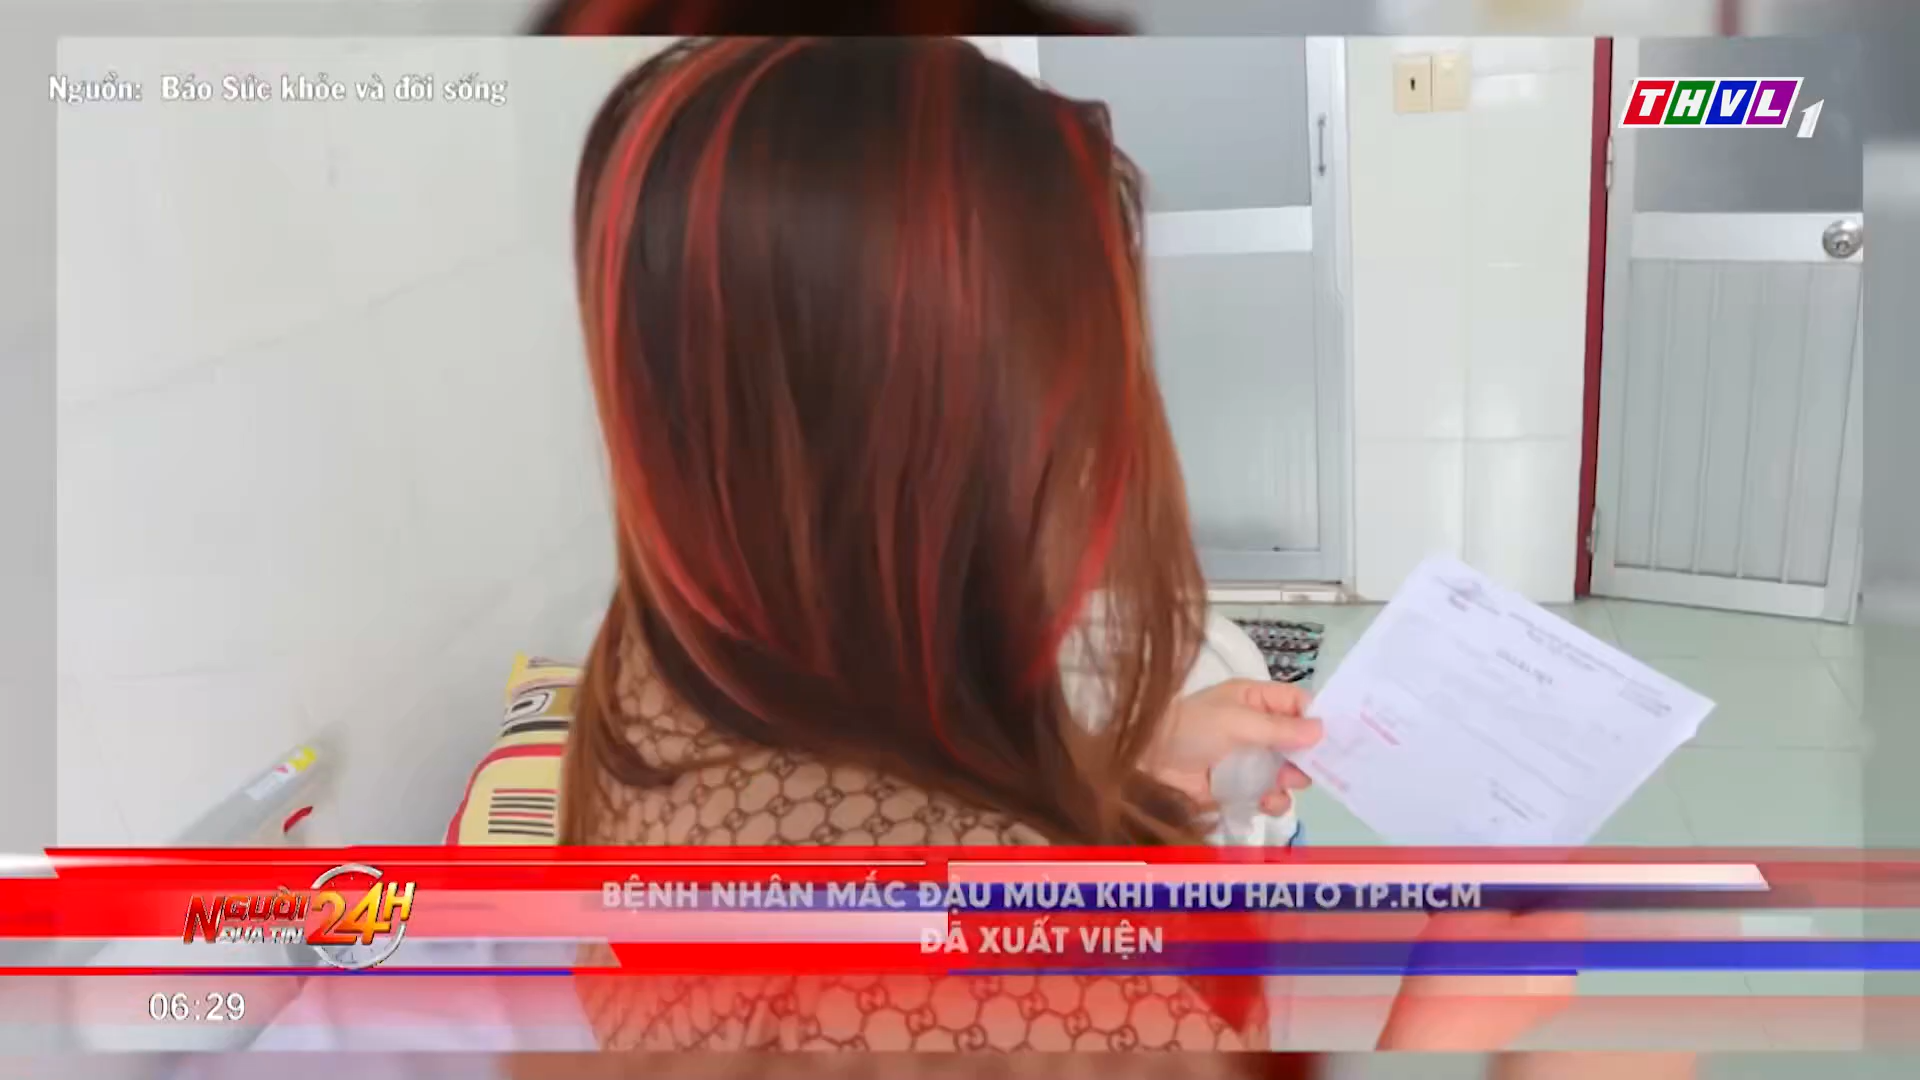 Nguồn: Báo Sức khỏe và đời sống
THVL1
NGƯỜI ĐƯA TIN 24H
BỆNH NHÂN MẮC ĐẬU MÙA KHỈ THỨ HAI Ở TP.HCM
ĐÃ XUẤT VIỆN
06:29